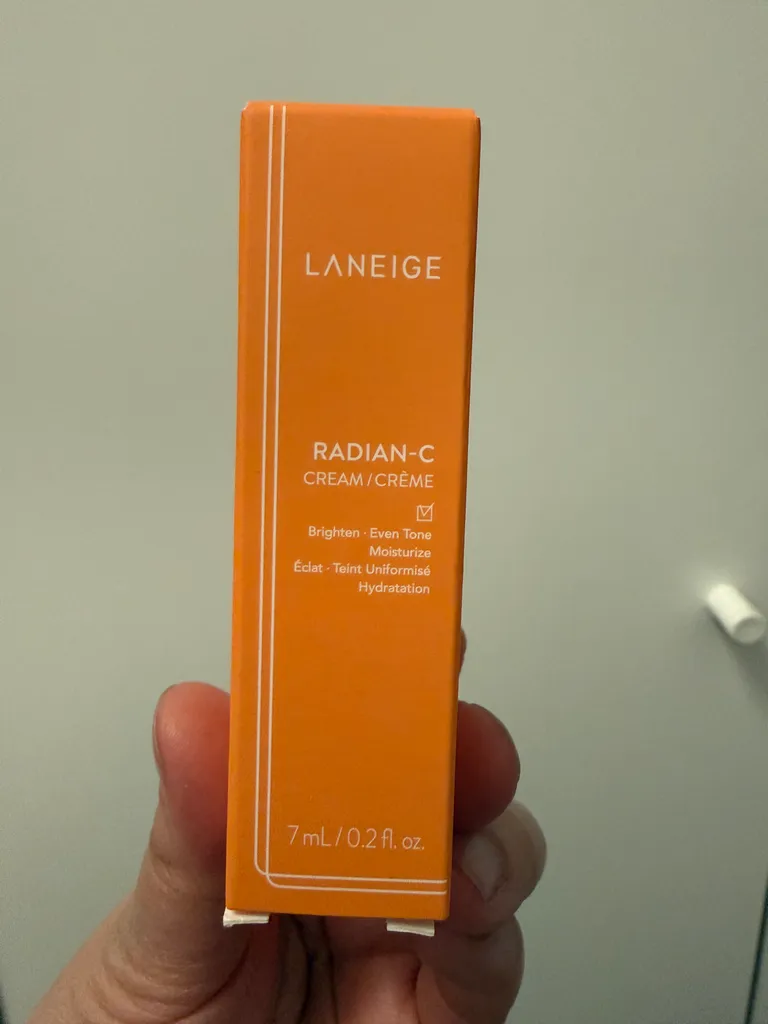 LANEIGE
RADIAN-C
CREAM / CRÈME
Brighten · Even Tone
Moisturize
Éclat · Teint Uniformisé
Hydratation
7 mL / 0.2 fl. oz.